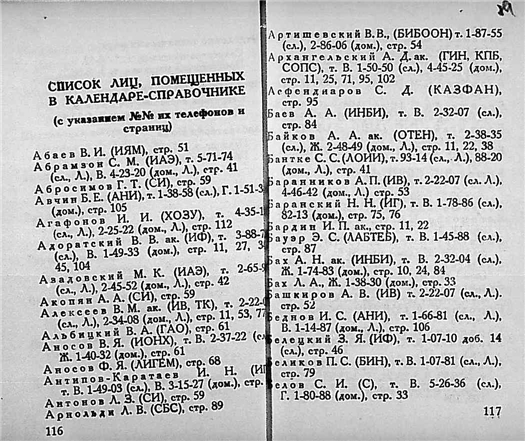 СПИСОК ЛИЦ, ПОМЕЩЕННЫХ
В КАЛЕНДАРЕ-СПРАВОЧНИКЕ
(с указанием №№ их телефонов и
страниц)
Абаев В. И. (ИЯМ), стр. 51
Абрамзон С. М. (ИАЭ), т. 5-71-74
(сл., Л.), В. 4-23-20 (дом., Л.), стр. 41
Абросимов Г. Т. (СИ), стр. 59
Авчин Б. Е. (АНИ), т. 1-38-58 (сл.), Г. 1-51-3
(дом.), стр. 105
Агафонов И. И. (ХОЗУ), т. 4-35-1
(сл., Л.), 2-25-22 (дом., Л.), стр. 112
Адоратский В. В. ак. (ИФ), т. 3-88-7
(сл.), В. 1-49-33 (дом.), стр. 11, 27, 3
45, 104
Азадовский М. К. (ИАЭ), т. 2-65-
(сл., Л.), 2-45-52 (дом., Л.), стр. 42
Акопян А. А. (СИ), стр. 59
Алексеев В. М. ак. (ИВ, ТК), т. 2-22-0
(сл., Л.), 2-34-08 (дом., Л.), стр. 11, 53, 77
Альбицкий В. А. (ГАО), стр. 61
Аносов В. Я. (ИОНХ), т. В. 2-37-22 (сл
Ж. 1-40-32 (дом.), стр. 61
Аносов Ф. Я. (ЛИГЕМ), стр. 68
Антипов-Каратаев И. Н. (ИГ
т. В. 1-49-03 (сл.), В. 3-15-27 (дом.), стр.
Антонов Л. З. (СИ), стр. 59
Арнольди Л. В. (СБС), стр. 89
116
Артишевский В. В., (БИБООН) т. 1-87-55
(сл.), 2-86-06 (дом.), стр. 54
Архангельский А. Д. ак. (ГИН, КПБ,
СОПС), т. В. 1-50-50 (сл.), 4-45-25 (дом.),
стр. 11, 25, 71, 95, 102
Асфендиаров С. Д. (КАЗФАН),
стр. 95
Баев А. А. (ИНБИ), т. В. 2-32-07 (сл.),
стр. 84
Байков А. А. ак. (ОТЕН), т. 2-38-35
(сл.), Ж. 2-48-49 (дом.), стр. 11, 22, 38
Бантке С. С. (ЛОИИ), т. 93-14 (сл., Л.), 88-20
(дом., Л.), стр. 41
Баранников А. П. (ИВ), т. 2-22-07 (сл. Л.),
4-46-42 (дом., Л.) стр. 53
Баранский Н. Н. (ИГ), т. В. 1-78-86 (сл.),
82-13 (дом.), стр. 75, 76
Бардин И. П. ак., стр. 11, 22
Бауэр Э. С. (ЛАБТЕБ), т. В. 1-45-88 (сл.),
стр. 87
Бах А. Н. ак. (ИНБИ), т. В. 2-32-04 (сл.),
Ж. 1-74-83 (дом.), стр. 10, 24, 84
Бах Л. А., Ж. 1-38-30 (дом.), стр. 33
Башкиров А. В. (ИВ) т. 2-22-07 (сл., Л.),
стр. 52
Беднов И. С. (АНИ), т. 1-66-81 (сл., Л.),
В. 1-14-87 (дом., Л.), стр. 106
Белецкий З. Я. (ИФ), т. 1-07-10 доб. 14
(сл.), стр. 46
Беликов П. С. (БИН), т. В. 1-07-81 (сл., Л.),
стр. 79
Белов С. И. (С), т. В. 5-26-36 (сл.),
Г. 1-80-88 (дом.), стр. 33
117